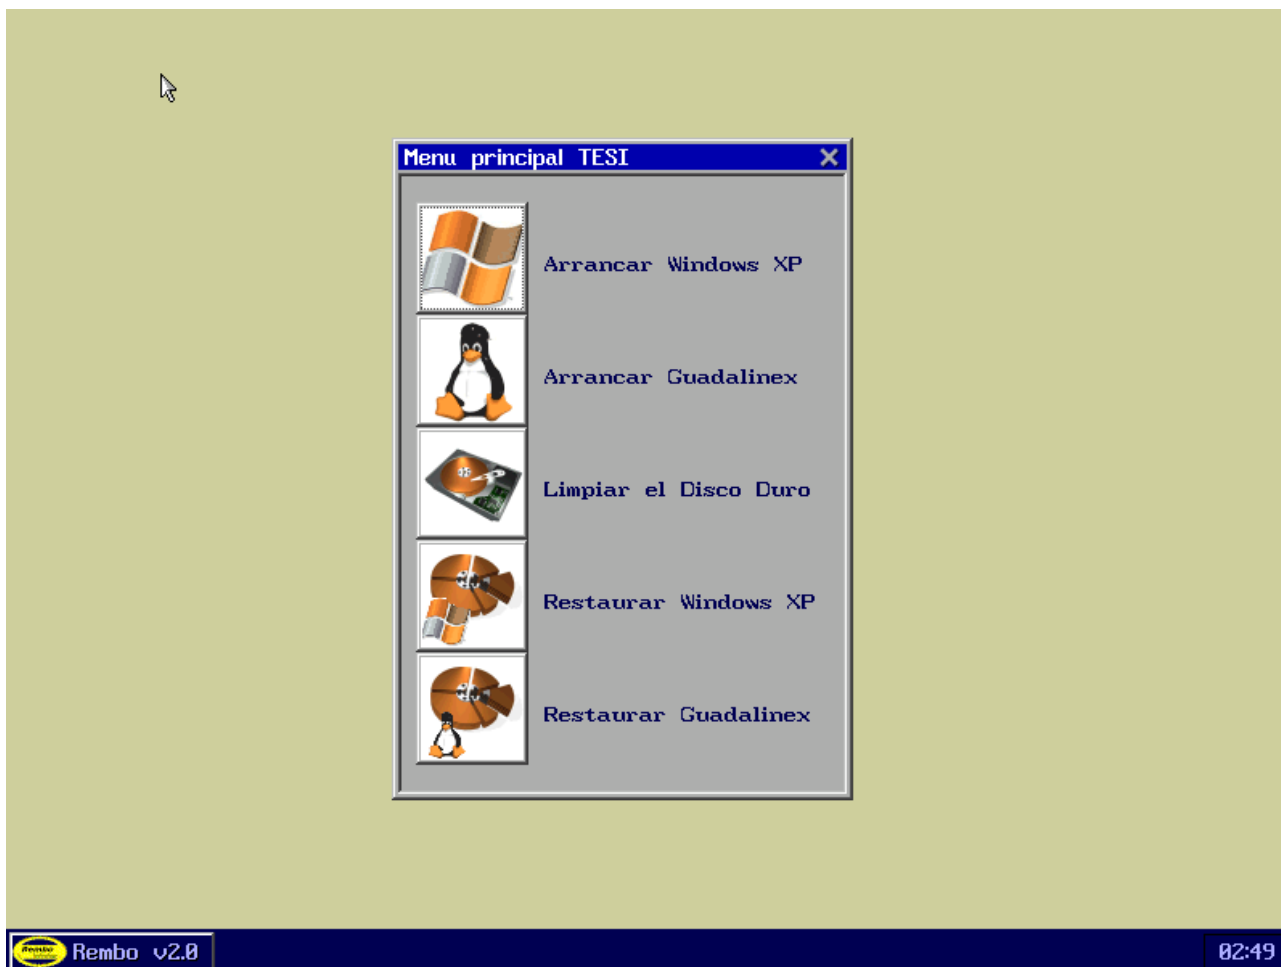 Menu principal TESI
Arrancar Windows XP
Arrancar Guadalinex
Limpiar el Disco Duro
Restaurar Windows XP
Restaurar Guadalinex
Rembo
Rembo v2.0
02:49